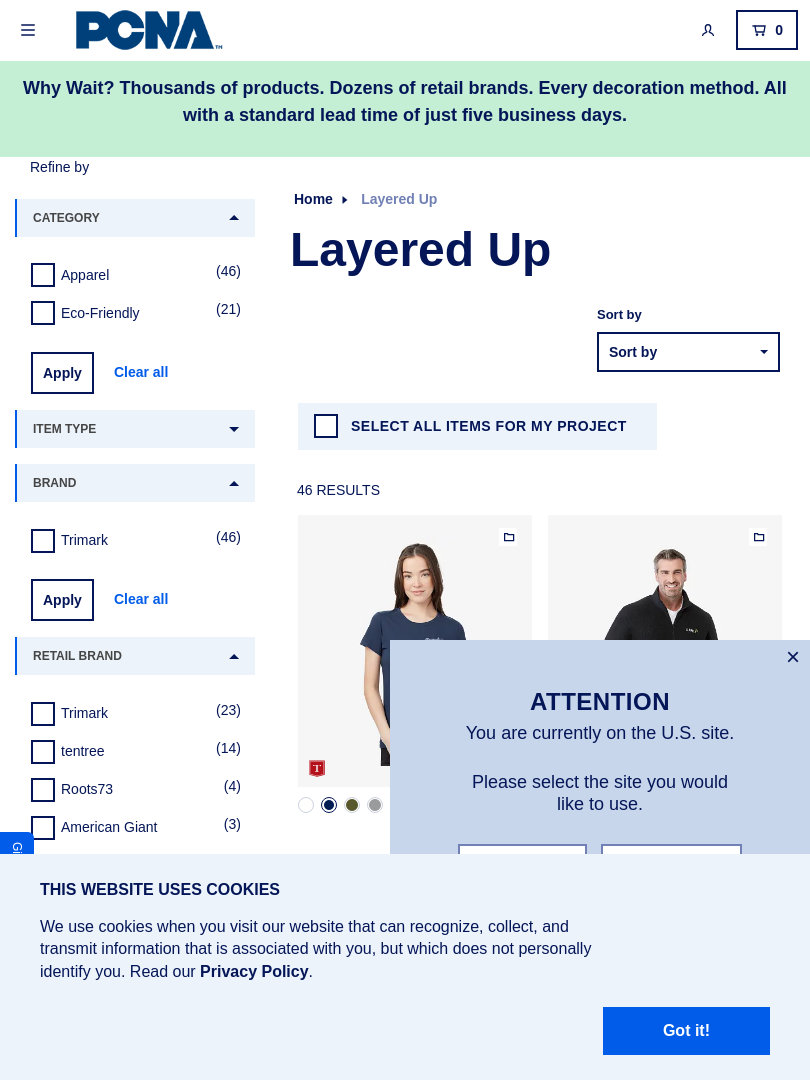 PCNA™
0
Why Wait? Thousands of products. Dozens of retail brands. Every decoration method. All
with a standard lead time of just five business days.
Refine by
CATEGORY
Apparel (46)
Eco-Friendly (21)
Apply Clear all
ITEM TYPE
BRAND
Trimark (46)
Apply Clear all
RETAIL BRAND
Trimark (23)
tentree (14)
Roots73 (4)
American Giant (3)
Home Layered Up
Layered Up
Sort by
Sort by
SELECT ALL ITEMS FOR MY PROJECT
46 RESULTS
T
ATTENTION
You are currently on the U.S. site.
Please select the site you would
like to use.
THIS WEBSITE USES COOKIES
We use cookies when you visit our website that can recognize, collect, and
transmit information that is associated with you, but which does not personally
identify you. Read our Privacy Policy.
Got it!